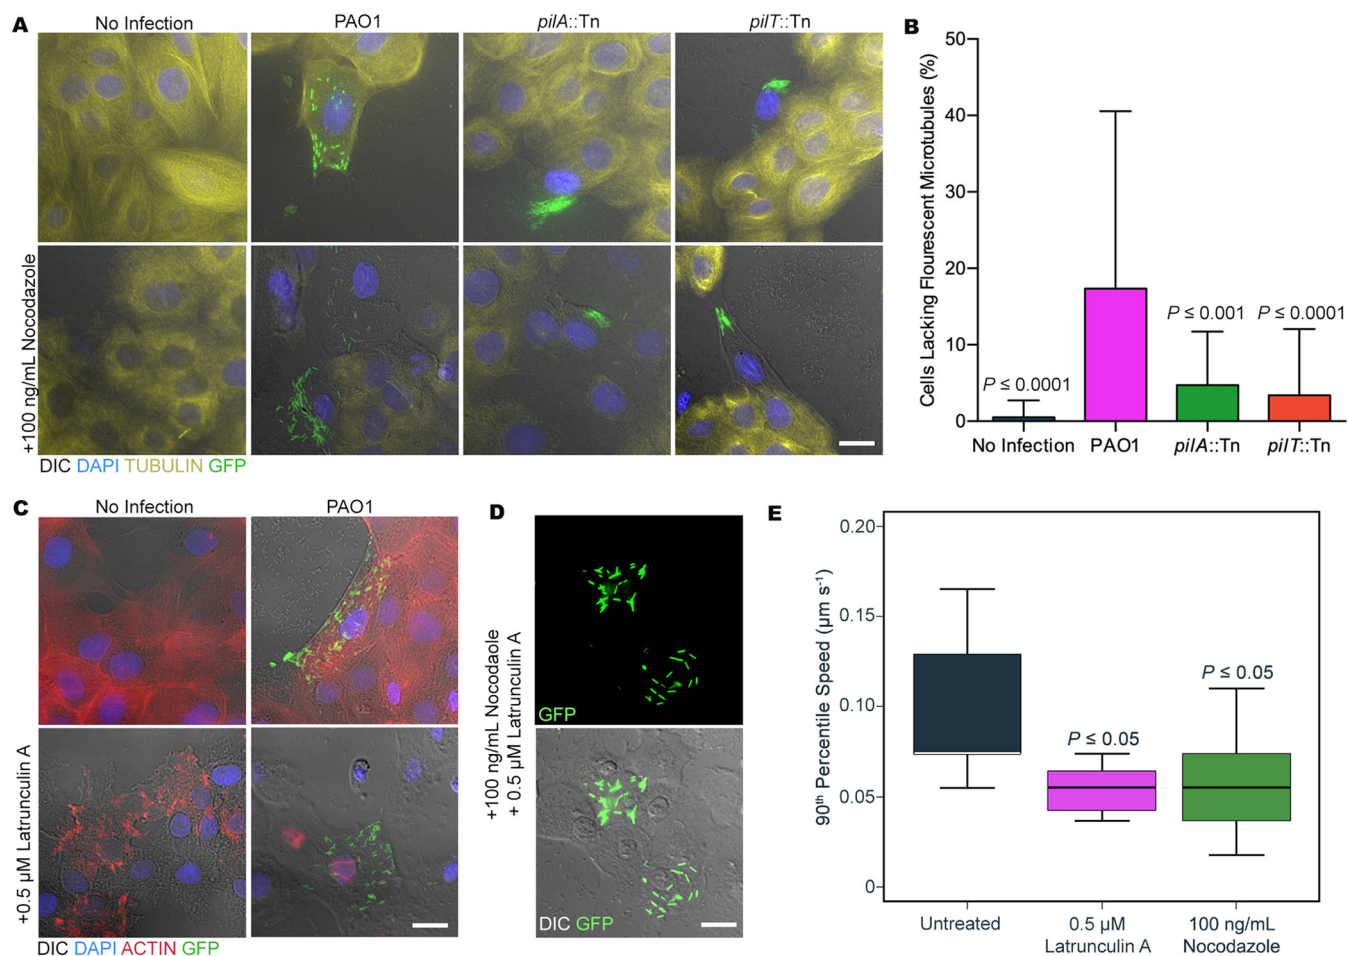 A
No Infection
PAO1
pilA::Tn
pilT::Tn
+100 ng/mL Nocodazole
DIC DAPI TUBULIN GFP
B
Cells Lacking Flourescent Microtubules (%)
50
40
30
20
10
0
P ≤ 0.0001
P ≤ 0.001
P ≤ 0.0001
No Infection
PAO1
pilA::Tn
pilT::Tn
C
No Infection
PAO1
+0.5 µM Latrunculin A
DIC DAPI ACTIN GFP
D
+100 ng/mL Nocodaole
+ 0.5 µM Latrunculin A
GFP
DIC GFP
E
90th Percentile Speed (µm s-1)
0.20
0.15
0.10
0.05
0
P ≤ 0.05
P ≤ 0.05
Untreated
0.5 µM
Latrunculin A
100 ng/mL
Nocodazole